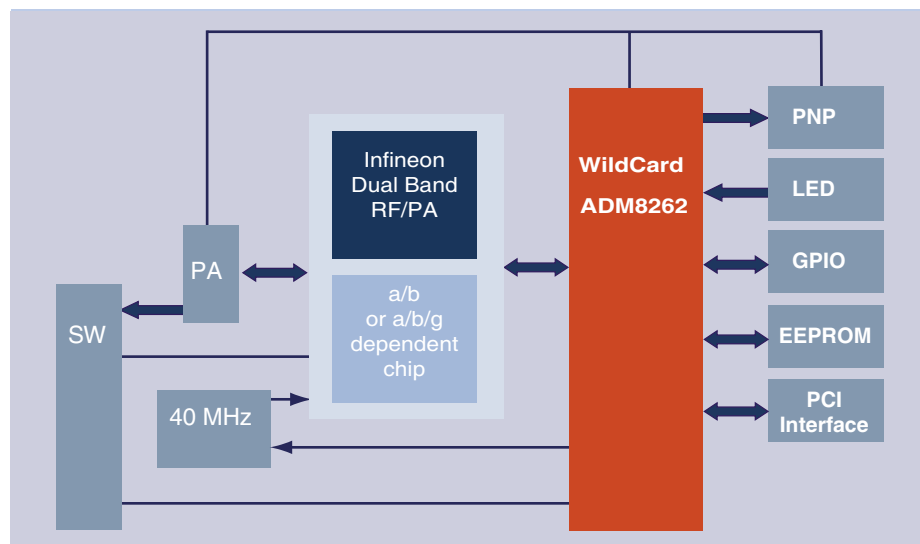 Infineon
Dual Band
RF/PA
a/b
or a/b/g
dependent
chip
WildCard
ADM8262
PNP
LED
GPIO
EEPROM
PCI
Interface
PA
SW
40 MHz